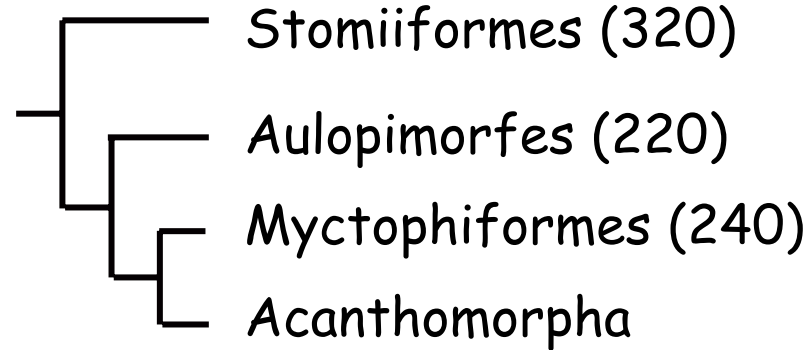 Stomiiformes (320)
Aulopimorfes (220)
Myctophiformes (240)
Acanthomorpha